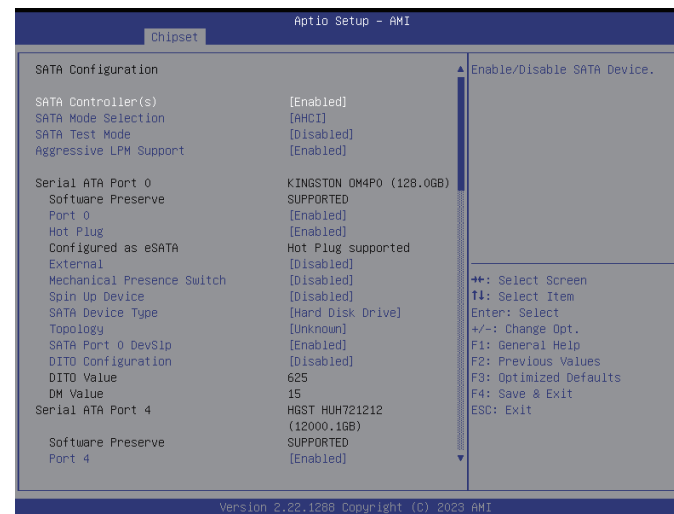 Aptio Setup – AMI
Chipset
SATA Configuration
SATA Controller(s) [Enabled]
SATA Mode Selection [AHCI]
SATA Test Mode [Disabled]
Aggressive LPM Support [Enabled]
Serial ATA Port 0 KINGSTON OM4P0 (128.0GB)
Software Preserve SUPPORTED
Port 0 [Enabled]
Hot Plug [Enabled]
Configured as eSATA Hot Plug supported
External [Disabled]
Mechanical Presence Switch [Disabled]
Spin Up Device [Disabled]
SATA Device Type [Hard Disk Drive]
Topology [Unknown]
SATA Port 0 DevSlp [Enabled]
DITO Configuration [Disabled]
DITO Value 625
DM Value 15
Serial ATA Port 4 HGST HUH721212
(12000.1GB)
Software Preserve SUPPORTED
Port 4 [Enabled]
Enable/Disable SATA Device.
→←: Select Screen
↑↓: Select Item
Enter: Select
+/-: Change Opt.
F1: General Help
F2: Previous Values
F3: Optimized Defaults
F4: Save & Exit
ESC: Exit
Version 2.22.1288 Copyright (C) 2023 AMI